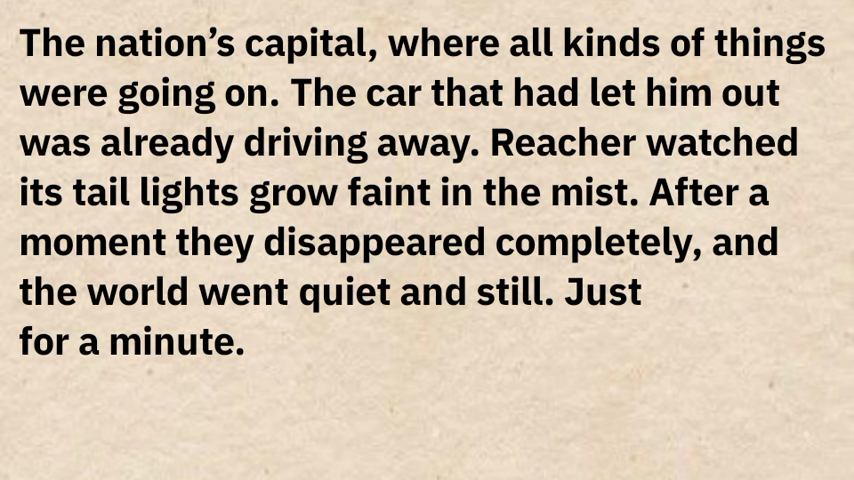 The nation’s capital, where all kinds of things
were going on. The car that had let him out
was already driving away. Reacher watched
its tail lights grow faint in the mist. After a
moment they disappeared completely, and
the world went quiet and still. Just
for a minute.